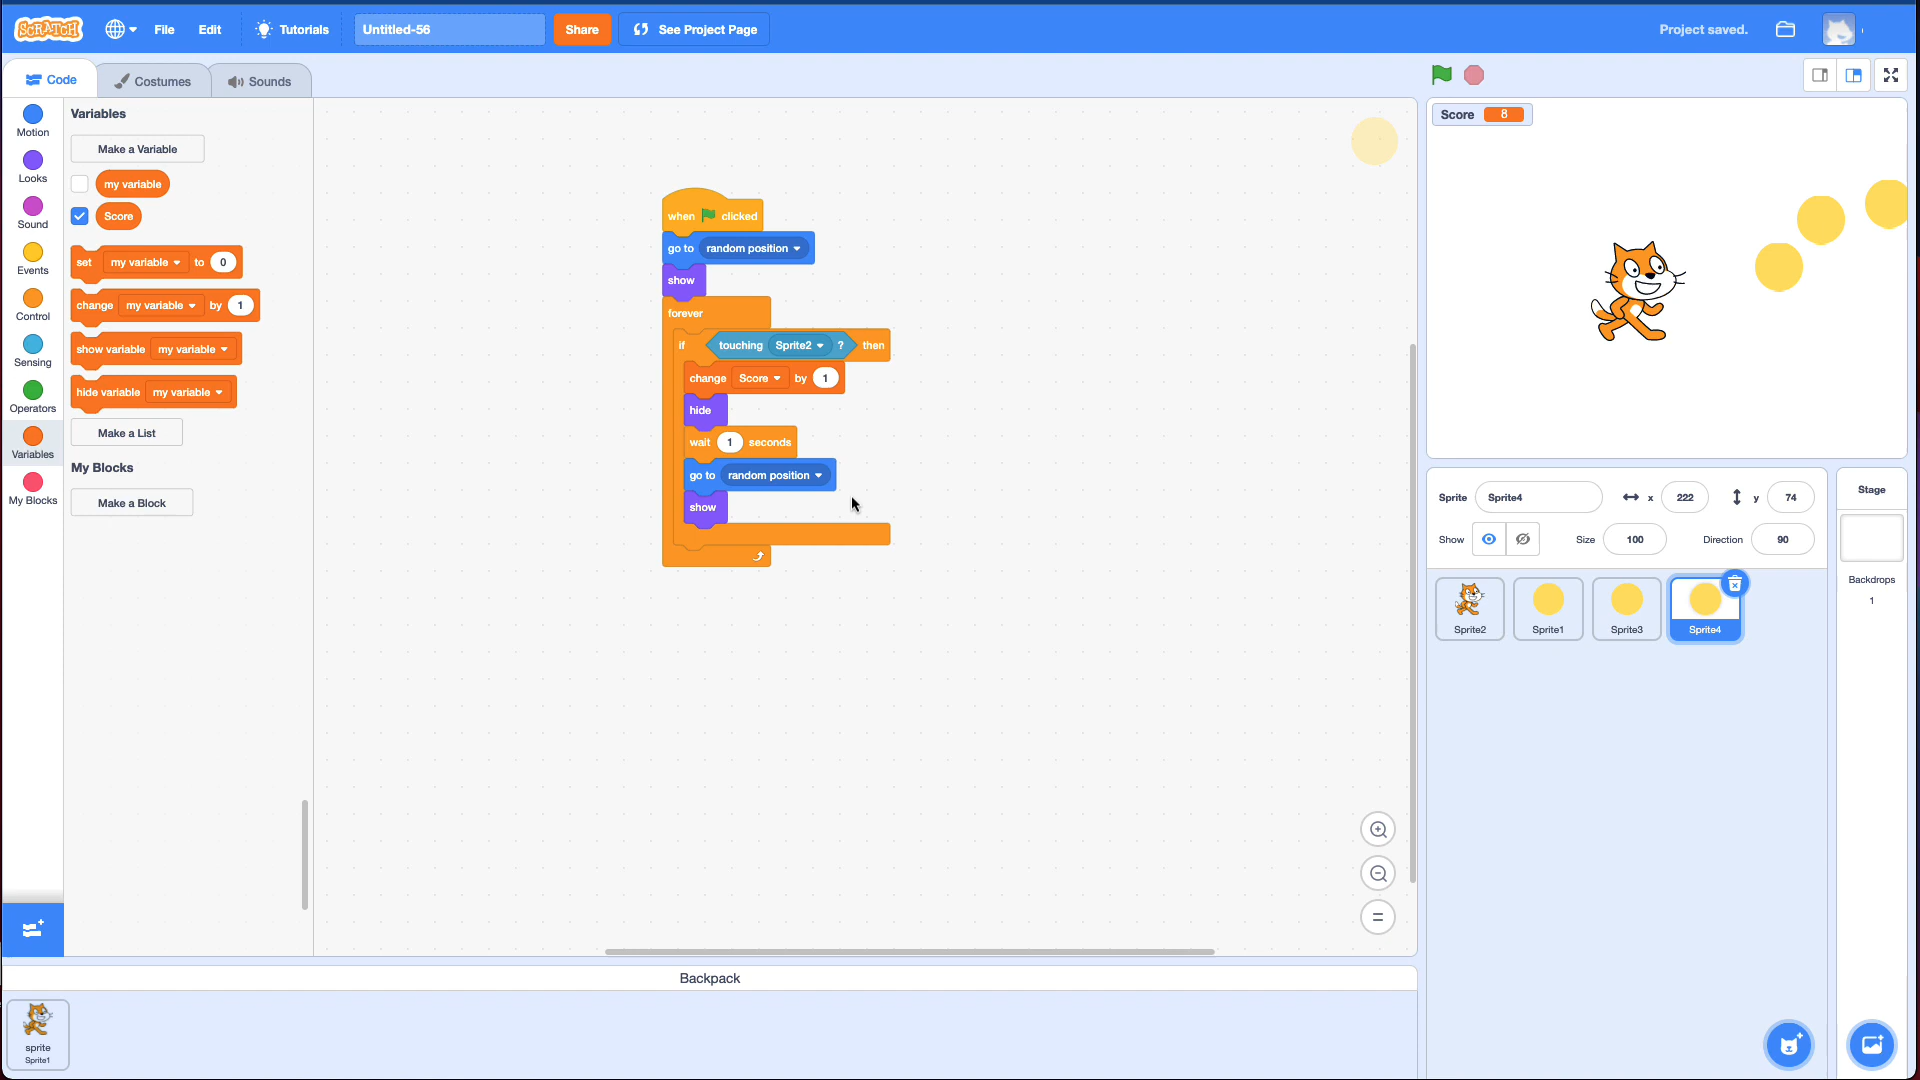 SCRATCH
File
Edit
Tutorials
Untitled-56
Share
See Project Page
Project saved.
Code
Costumes
Sounds
Motion
Looks
Sound
Events
Control
Sensing
Operators
Variables
My Blocks
Variables
Make a Variable
my variable
Score
set my variable to 0
change my variable by 1
show variable my variable
hide variable my variable
Make a List
My Blocks
Make a Block
when clicked
go to random position
show
forever
if touching Sprite2 ? then
change Score by 1
hide
wait 1 seconds
go to random position
show
Backpack
sprite
Sprite1
Score 8
Sprite Sprite4 x 222 y 74
Show Size 100 Direction 90
Sprite2
Sprite1
Sprite3
Sprite4
Stage
Backdrops
1